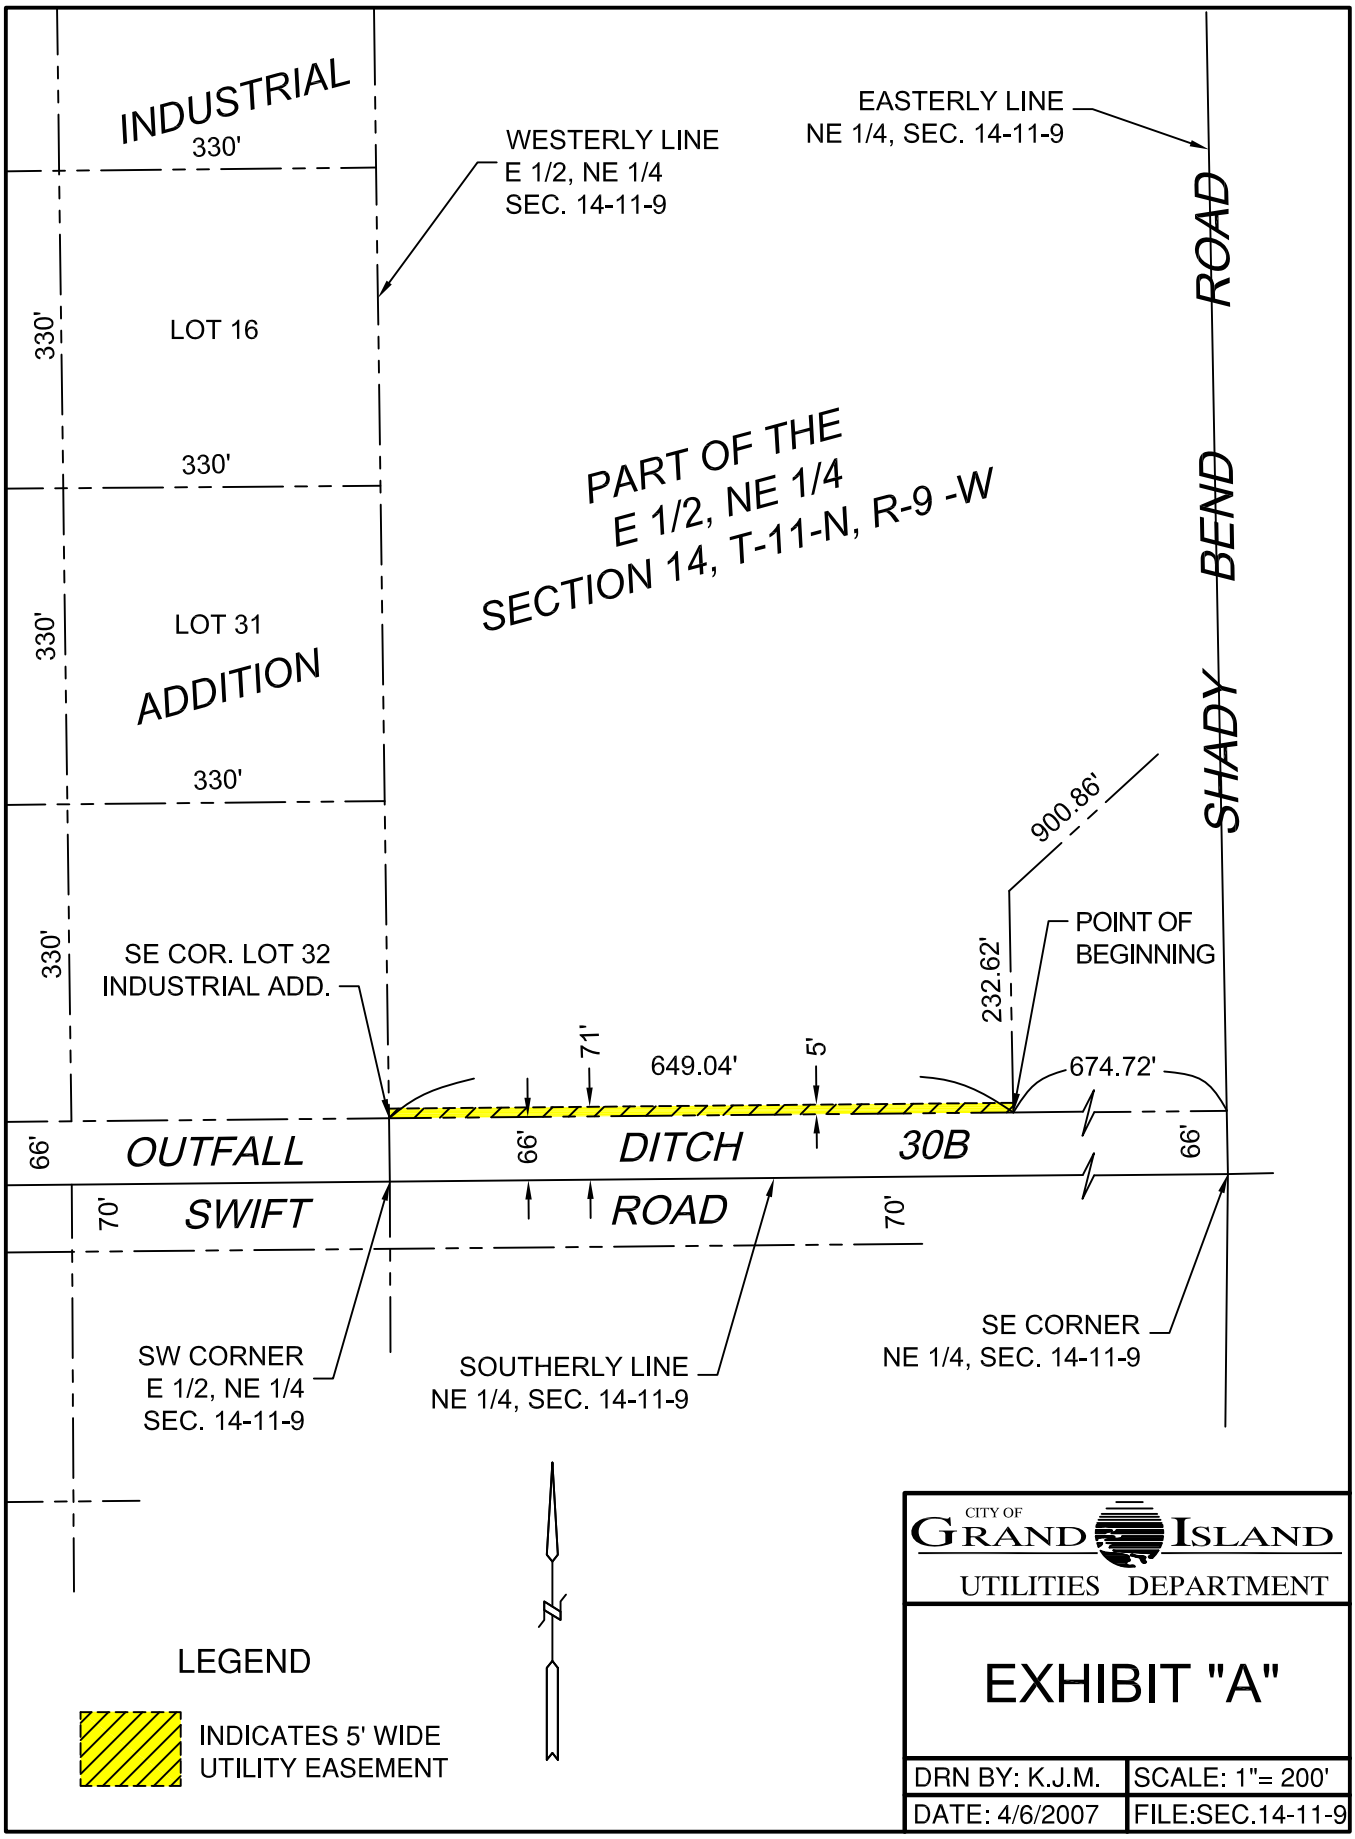 INDUSTRIAL
330'
WESTERLY LINE
E 1/2, NE 1/4
SEC. 14-11-9
EASTERLY LINE
NE 1/4, SEC. 14-11-9
SHADY BEND ROAD
330'
LOT 16
330'
PART OF THE
E 1/2, NE 1/4
SECTION 14, T-11-N, R-9 -W
330'
LOT 31
ADDITION
330'
900.86'
330'
SE COR. LOT 32
INDUSTRIAL ADD.
232.62'
POINT OF
BEGINNING
71'
649.04'
5'
674.72'
66'
OUTFALL
66'
DITCH
30B
66'
70'
SWIFT
ROAD
70'
SW CORNER
E 1/2, NE 1/4
SEC. 14-11-9
SOUTHERLY LINE
NE 1/4, SEC. 14-11-9
SE CORNER
NE 1/4, SEC. 14-11-9
LEGEND
INDICATES 5' WIDE
UTILITY EASEMENT
CITY OF
GRAND ISLAND
UTILITIES DEPARTMENT
EXHIBIT "A"
DRN BY: K.J.M.
SCALE: 1"= 200'
DATE: 4/6/2007
FILE:SEC.14-11-9